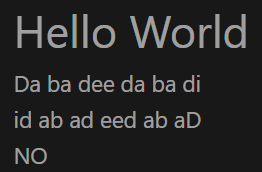 Hello World
Da ba dee da ba di
id ab ad eed ab aD
NO